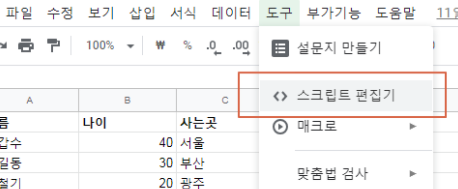 파일 수정 보기 삽입 서식 데이터 도구 부가기능 도움말
100% ₩ % .0 .00
설문지 만들기
<> 스크립트 편집기
매크로
맞춤법 검사
A B C
나이 사는곳
40 서울
30 부산
20 광주